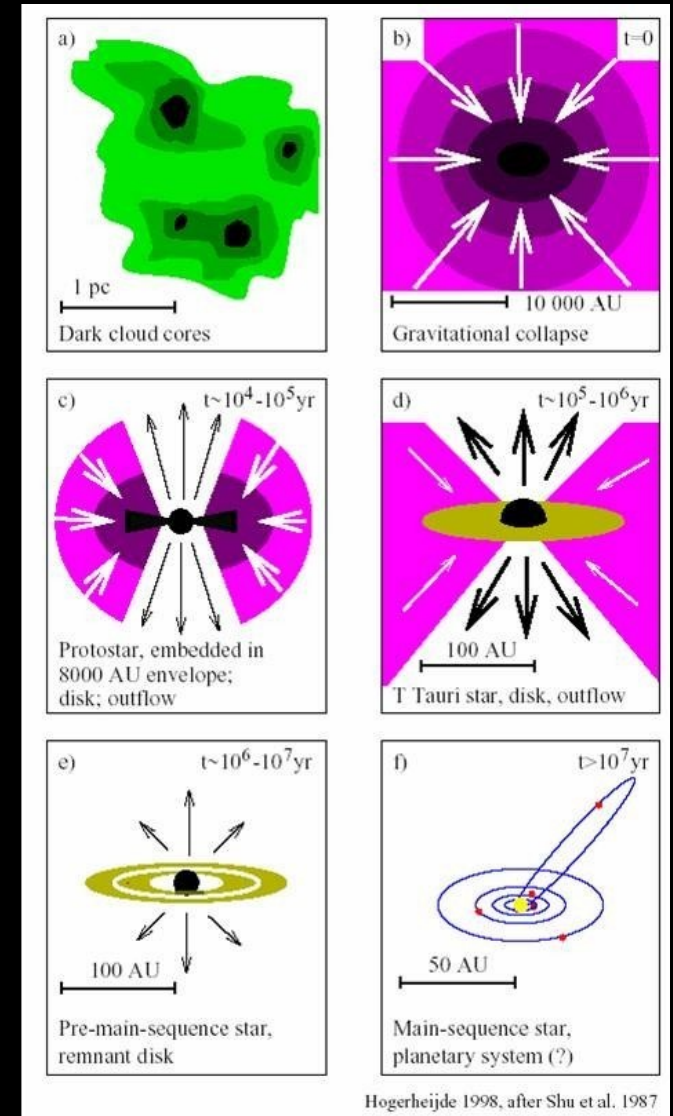 a)
1 pc
Dark cloud cores
b) t=0
10 000 AU
Gravitational collapse
c) t~10⁴-10⁵yr
Protostar, embedded in
8000 AU envelope;
disk; outflow
d) t~10⁵-10⁶yr
100 AU
T Tauri star, disk, outflow
e) t~10⁶-10⁷yr
100 AU
Pre-main-sequence star,
remnant disk
f) t>10⁷yr
50 AU
Main-sequence star,
planetary system (?)
Hogerheijde 1998, after Shu et al. 1987